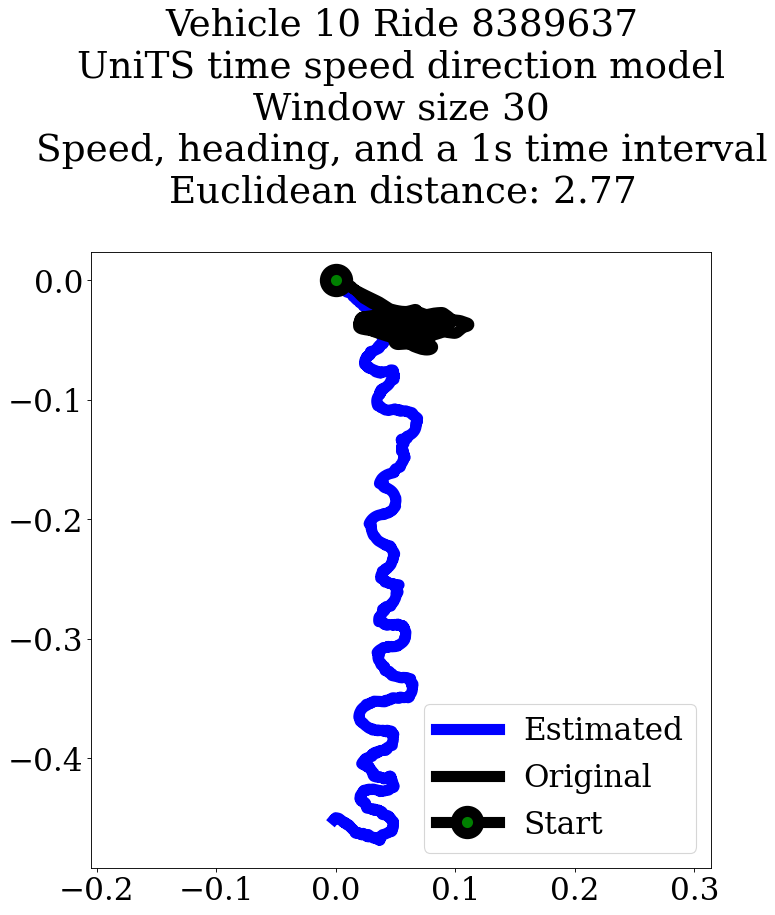 Vehicle 10 Ride 8389637
UniTS time speed direction model
Window size 30
Speed, heading, and a 1s time interval
Euclidean distance: 2.77
0.0
−0.1
−0.2
−0.3
−0.4
Estimated
Original
Start
−0.2 −0.1 0.0 0.1 0.2 0.3